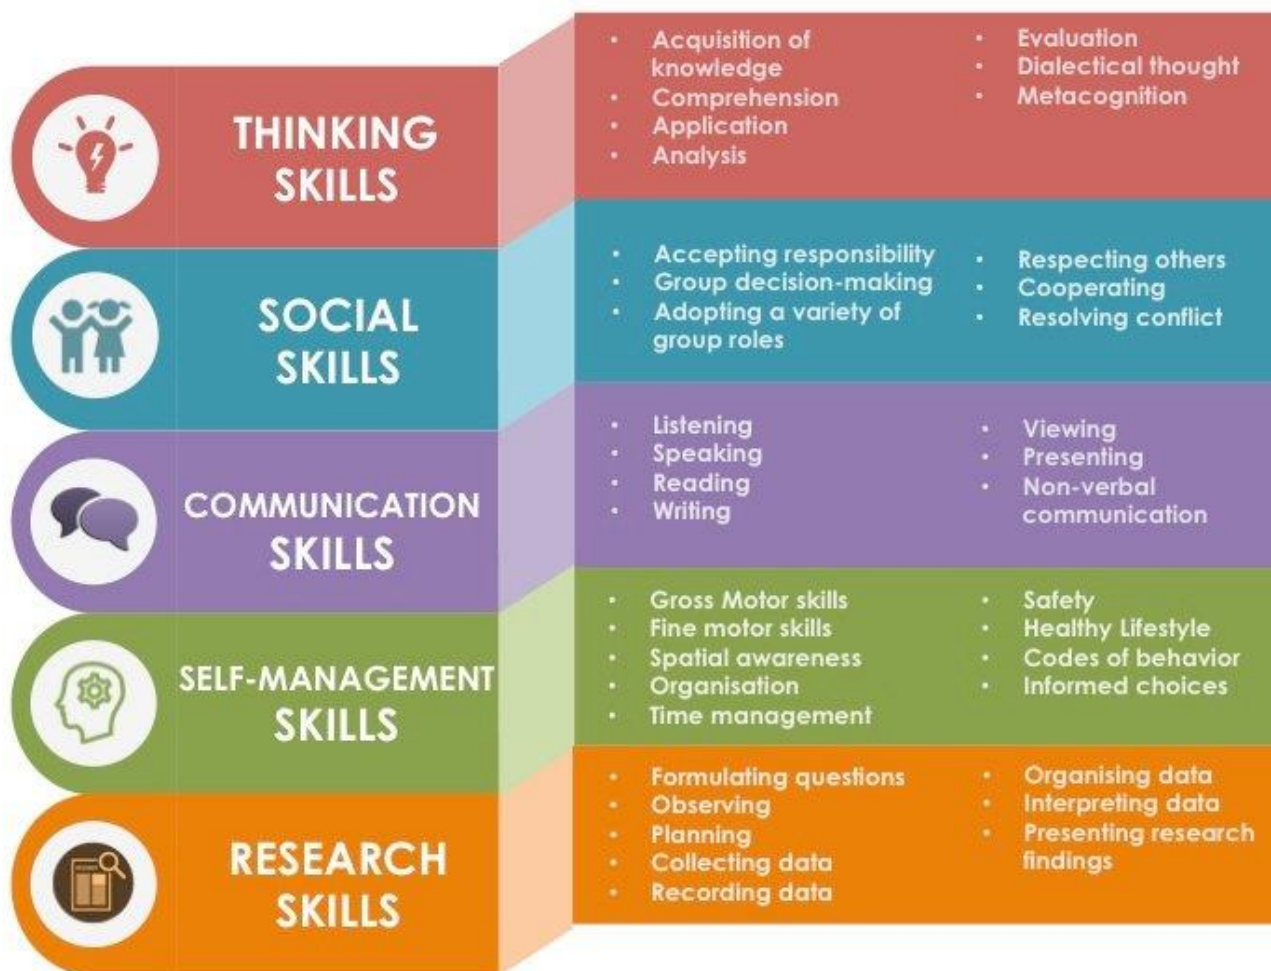 THINKING
SKILLS
• Acquisition of
knowledge
• Comprehension
• Application
• Analysis
• Evaluation
• Dialectical thought
• Metacognition
SOCIAL
SKILLS
• Accepting responsibility
• Group decision-making
• Adopting a variety of
group roles
• Respecting others
• Cooperating
• Resolving conflict
COMMUNICATION
SKILLS
• Listening
• Speaking
• Reading
• Writing
• Viewing
• Presenting
• Non-verbal
communication
SELF-MANAGEMENT
SKILLS
• Gross Motor skills
• Fine motor skills
• Spatial awareness
• Organisation
• Time management
• Safety
• Healthy Lifestyle
• Codes of behavior
• Informed choices
RESEARCH
SKILLS
• Formulating questions
• Observing
• Planning
• Collecting data
• Recording data
• Organising data
• Interpreting data
• Presenting research
findings